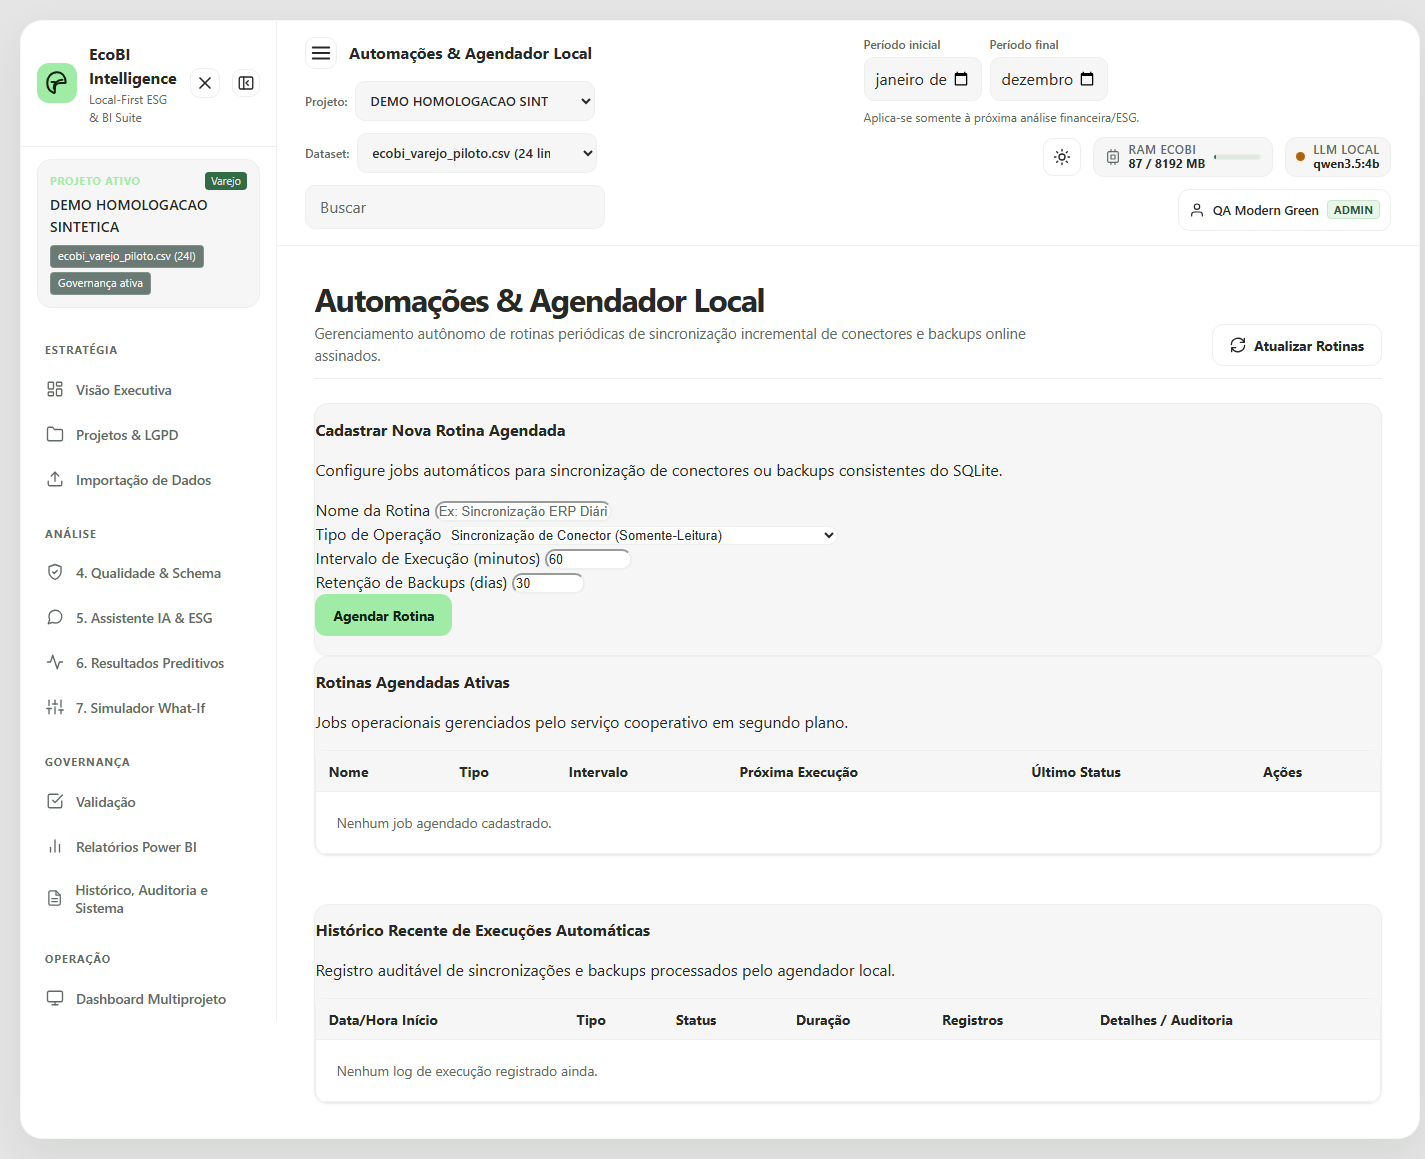 EcoBI
Intelligence
Local-First ESG
& BI Suite
PROJETO ATIVO
Varejo
DEMO HOMOLOGACAO
SINTETICA
ecobi_varejo_piloto.csv (24l)
Governança ativa
ESTRATÉGIA
Visão Executiva
Projetos & LGPD
Importação de Dados
ANÁLISE
4. Qualidade & Schema
5. Assistente IA & ESG
6. Resultados Preditivos
7. Simulador What-If
GOVERNANÇA
Validação
Relatórios Power BI
Histórico, Auditoria e
Sistema
OPERAÇÃO
Dashboard Multiprojeto
Automações & Agendador Local
Projeto: DEMO HOMOLOGACAO SINT
Dataset: ecobi_varejo_piloto.csv (24 lin
Buscar
Período inicial
Período final
janeiro de
dezembro
Aplica-se somente à próxima análise financeira/ESG.
RAM ECOBI
87 / 8192 MB
LLM LOCAL
qwen3.5:4b
QA Modern Green ADMIN
Automações & Agendador Local
Gerenciamento autônomo de rotinas periódicas de sincronização incremental de conectores e backups online
assinados.
Atualizar Rotinas
Cadastrar Nova Rotina Agendada
Configure jobs automáticos para sincronização de conectores ou backups consistentes do SQLite.
Nome da Rotina Ex: Sincronização ERP Diári
Tipo de Operação Sincronização de Conector (Somente-Leitura)
Intervalo de Execução (minutos) 60
Retenção de Backups (dias) 30
Agendar Rotina
Rotinas Agendadas Ativas
Jobs operacionais gerenciados pelo serviço cooperativo em segundo plano.
Nome Tipo Intervalo Próxima Execução Último Status Ações
Nenhum job agendado cadastrado.
Histórico Recente de Execuções Automáticas
Registro auditável de sincronizações e backups processados pelo agendador local.
Data/Hora Início Tipo Status Duração Registros Detalhes / Auditoria
Nenhum log de execução registrado ainda.